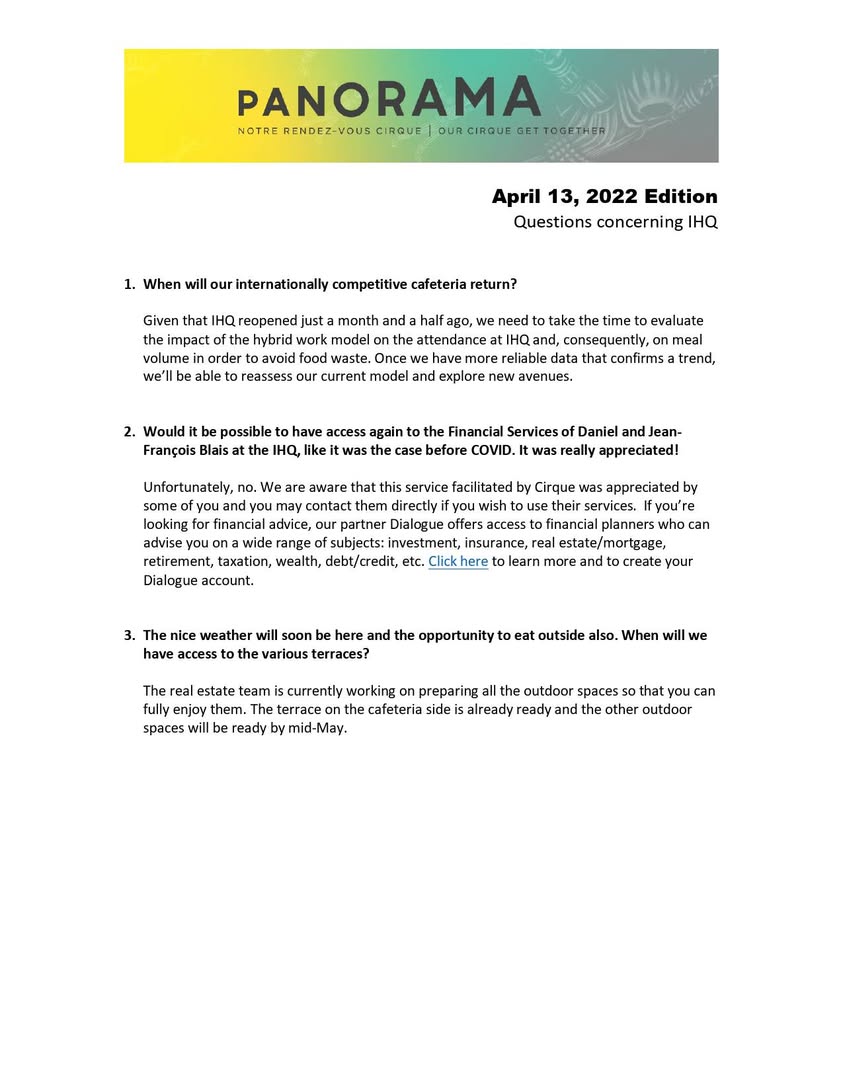 PANORAMA
NOTRE RENDEZ-VOUS CIRQUE | OUR CIRQUE GET TOGETHER
April 13, 2022 Edition
Questions concerning IHQ
1. When will our internationally competitive cafeteria return?
Given that IHQ reopened just a month and a half ago, we need to take the time to evaluate
the impact of the hybrid work model on the attendance at IHQ and, consequently, on meal
volume in order to avoid food waste. Once we have more reliable data that confirms a trend,
we’ll be able to reassess our current model and explore new avenues.
2. Would it be possible to have access again to the Financial Services of Daniel and Jean-
François Blais at the IHQ, like it was the case before COVID. It was really appreciated!
Unfortunately, no. We are aware that this service facilitated by Cirque was appreciated by
some of you and you may contact them directly if you wish to use their services.  If you’re
looking for financial advice, our partner Dialogue offers access to financial planners who can
advise you on a wide range of subjects: investment, insurance, real estate/mortgage,
retirement, taxation, wealth, debt/credit, etc. Click here to learn more and to create your
Dialogue account.
3. The nice weather will soon be here and the opportunity to eat outside also. When will we
have access to the various terraces?
The real estate team is currently working on preparing all the outdoor spaces so that you can
fully enjoy them. The terrace on the cafeteria side is already ready and the other outdoor
spaces will be ready by mid-May.